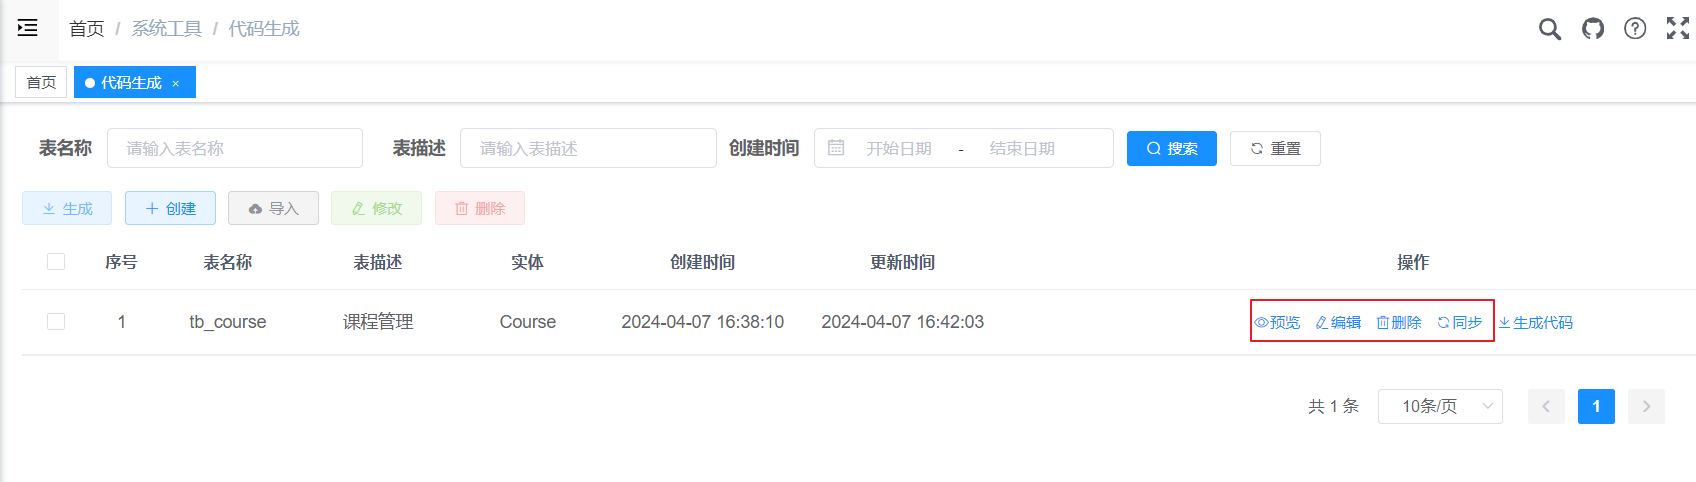 首页 / 系统工具 / 代码生成
首页 代码生成 ×
表名称 请输入表名称 表描述 请输入表描述 创建时间 开始日期 - 结束日期 搜索 重置
生成 创建 导入 修改 删除
序号 表名称 表描述 实体 创建时间 更新时间 操作
1 tb_course 课程管理 Course 2024-04-07 16:38:10 2024-04-07 16:42:03 预览 编辑 删除 同步 生成代码
共 1 条 10条/页 1